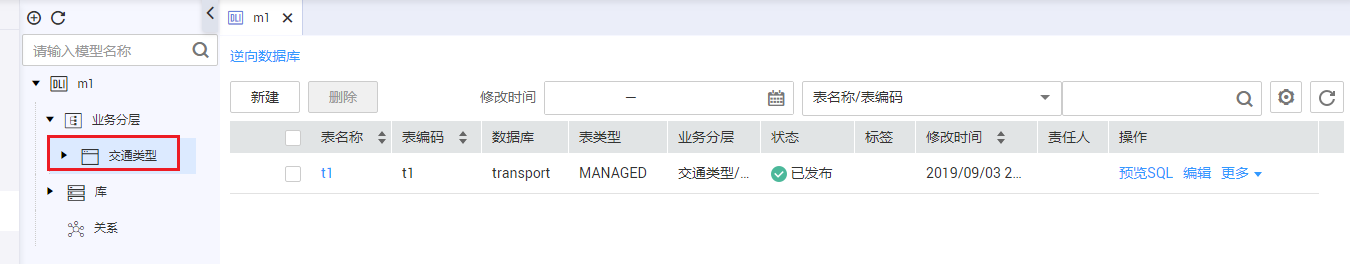 m1
请输入模型名称
DLI m1
业务分层
交通类型
库
关系
逆向数据库
新建 删除 修改时间 — 表名称/表编码
表名称 表编码 数据库 表类型 业务分层 状态 标签 修改时间 责任人 操作
t1 t1 transport MANAGED 交通类型/... 已发布 2019/09/03 2... 预览SQL 编辑 更多